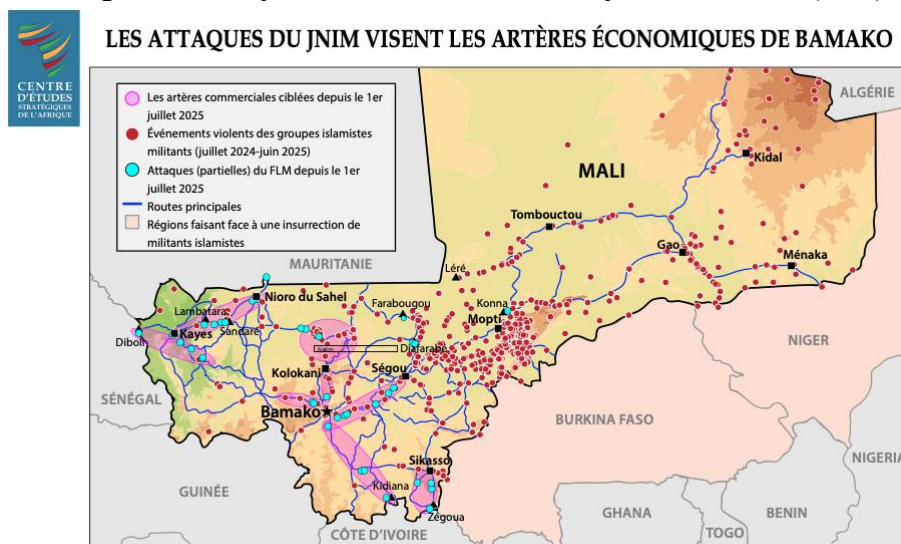 LES ATTAQUES DU JNIM VISENT LES ARTÈRES ÉCONOMIQUES DE BAMAKO
CENTRE
D'ÉTUDES
STRATÉGIQUES
DE L'AFRIQUE
Les artères commerciales ciblées depuis le 1er
juillet 2025
Événements violents des groupes islamistes
militants (juillet 2024-juin 2025)
Attaques (partielles) du FLM depuis le 1er
juillet 2025
Routes principales
Régions faisant face à une insurrection de
militants islamistes
ALGÉRIE
MALI
Kidal
Tombouctou
Gao
Ménaka
MAURITANIE
Léré
Nioro du Sahel
Farabougou
Konna
Lambatara
Mopti
Kayes
Sandaré
Diboli
Diafarabé
NIGER
Kolokani
Ségou
SÉNÉGAL
Bamako
BURKINA FASO
Sikasso
NIGERIA
GUINÉE
Kidiana
Zégoua
BENIN
GHANA
CÔTE D'IVOIRE
TOGO